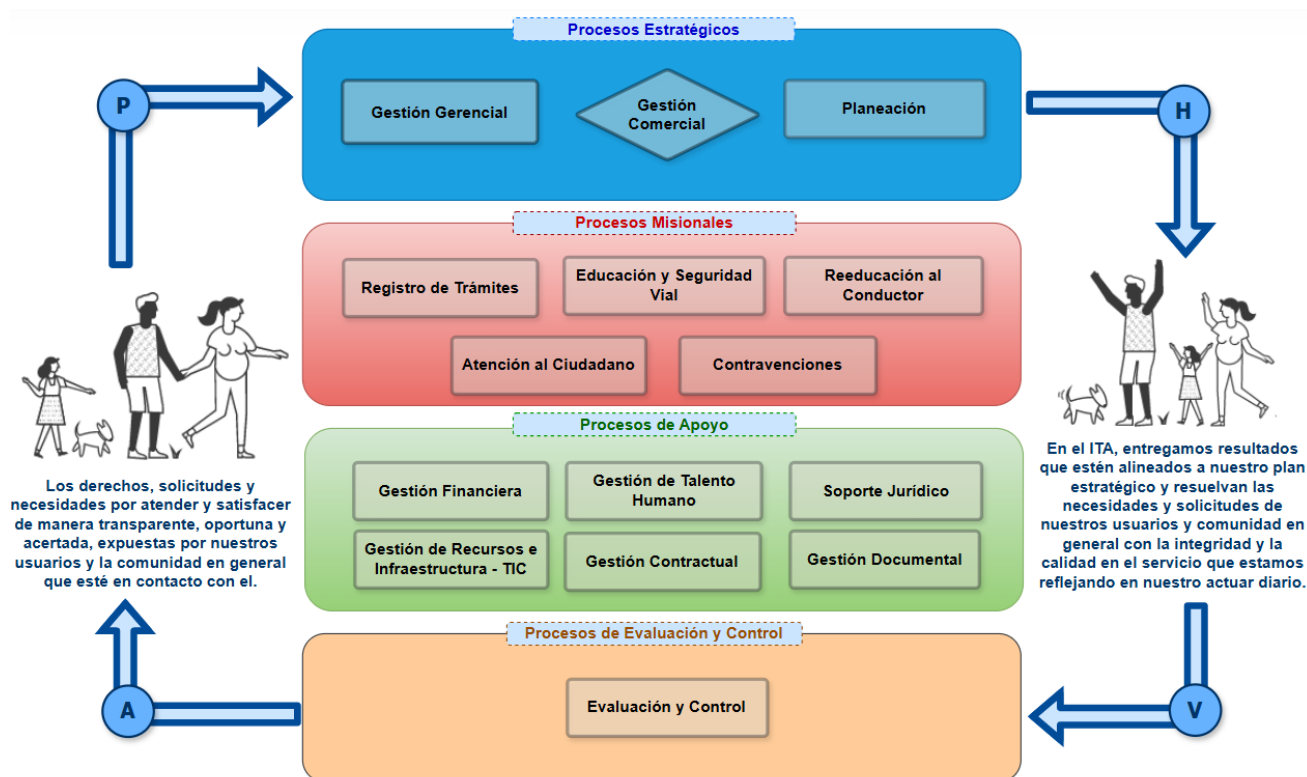 Procesos Estratégicos
P
H
Gestión Gerencial
Gestión
Comercial
Planeación
Procesos Misionales
Registro de Trámites
Educación y Seguridad
Vial
Reeducación al
Conductor
Atención al Ciudadano
Contravenciones
Procesos de Apoyo
Gestión Financiera
Gestión de Talento
Humano
Soporte Jurídico
Gestión de Recursos e
Infraestructura - TIC
Gestión Contractual
Gestión Documental
Los derechos, solicitudes y
necesidades por atender y satisfacer
de manera transparente, oportuna y
acertada, expuestas por nuestros
usuarios y la comunidad en general
que esté en contacto con el.
En el ITA, entregamos resultados
que estén alineados a nuestro plan
estratégico y resuelvan las
necesidades y solicitudes de
nuestros usuarios y comunidad en
general con la integridad y la
calidad en el servicio que estamos
reflejando en nuestro actuar diario.
Procesos de Evaluación y Control
Evaluación y Control
A
V